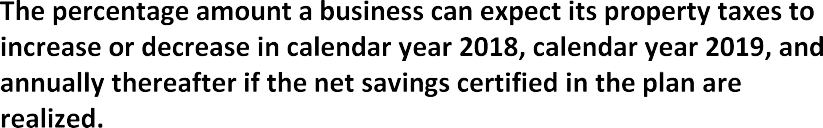 The percentage amount a business can expect its property taxes to
increase or decrease in calendar year 2018, calendar year 2019, and
annually thereafter if the net savings certified in the plan are
realized.